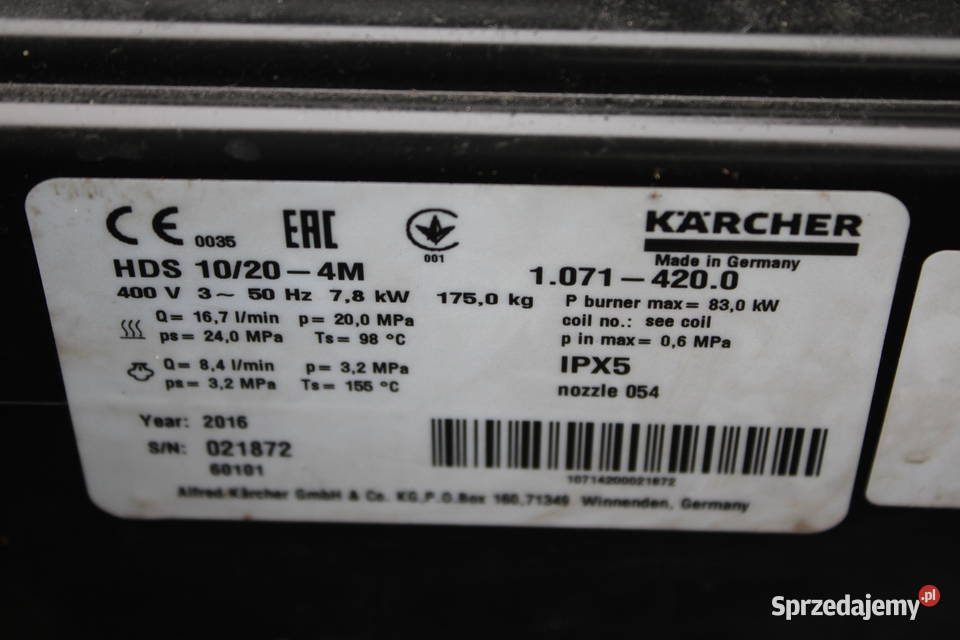 CE 0035 EAC 001 KÄRCHER
Made in Germany
HDS 10/20-4M 1.071-420.0
400 V 3~ 50 Hz 7,8 kW 175,0 kg P burner max= 83,0 kW
Q= 16,7 l/min p= 20,0 MPa coil no.: see coil
ps= 24,0 MPa Ts= 98 °C p in max= 0,6 MPa
Q= 8,4 l/min p= 3,2 MPa IPX5
ps= 3,2 MPa Ts= 155 °C nozzle 054
Year: 2016
S/N: 021872
60101
10714200021872
Alfred Kärcher GmbH & Co. KG,P.O.Box 160,71349 Winnenden, Germany
Sprzedajemy.pl